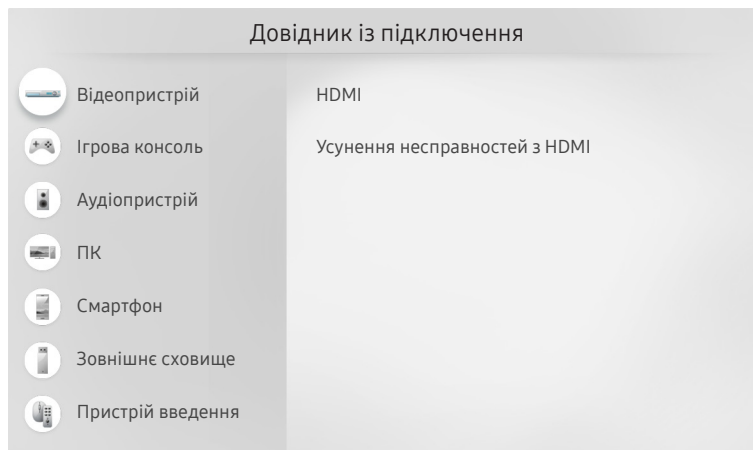 Довідник із підключення
Відеопристрій
Ігрова консоль
Аудіопристрій
ПК
Смартфон
Зовнішнє сховище
Пристрій введення
HDMI
Усунення несправностей з HDMI